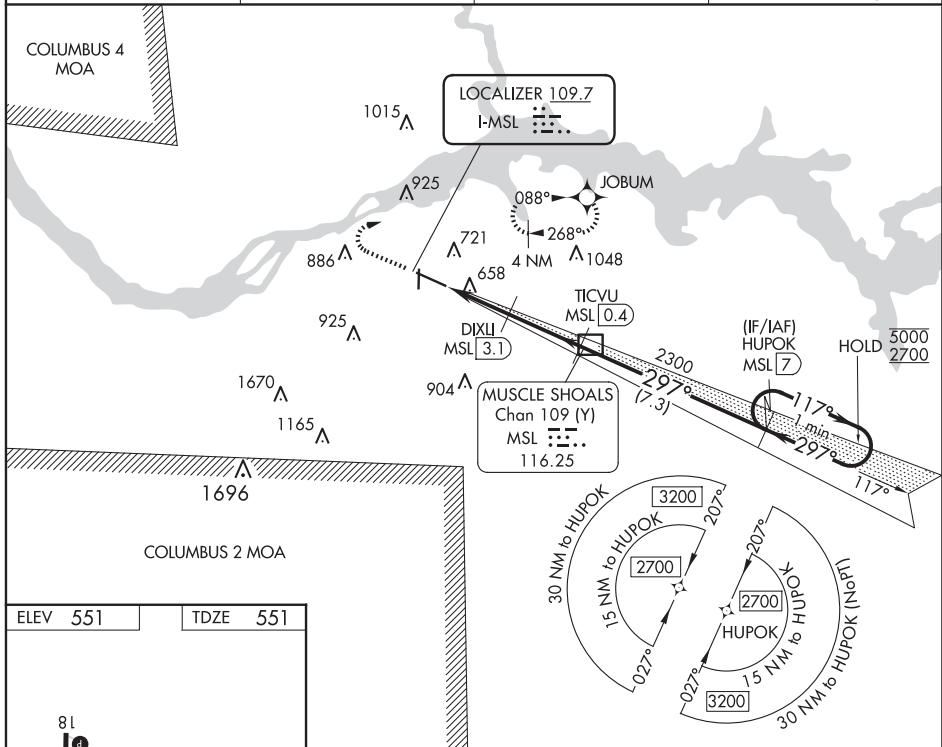 COLUMBUS 4
MOA
LOCALIZER 109.7
I-MSL
1015
925
JOBUM
088°
268°
4 NM
721
886
1048
658
TICVU
MSL 0.4
DIXLI
MSL 3.1
925
(IF/IAF)
HUPOK
MSL 7
HOLD
5000
2700
2300
297°
(7.3)
117°
1 min
297°
117°
904
1670
1165
MUSCLE SHOALS
Chan 109 (Y)
MSL
116.25
1696
COLUMBUS 2 MOA
30 NM to HUPOK
3200
207°
15 NM to HUPOK
2700
027°
207°
2700
HUPOK
15 NM to HUPOK
027°
3200
30 NM to HUPOK (NoPT)
ELEV 551
TDZE 551
18
P